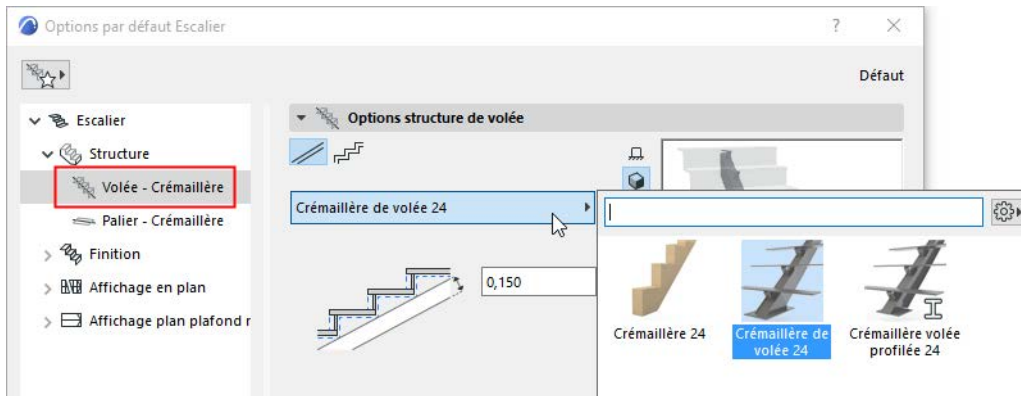 Options par défaut Escalier
?
Défaut
Escalier
Structure
Volée - Crémaillère
Palier - Crémaillère
Finition
Affichage en plan
Affichage plan plafond r
Options structure de volée
Crémaillère de volée 24
0,150
Crémaillère 24
Crémaillère de
volée 24
Crémaillère volée
profilée 24